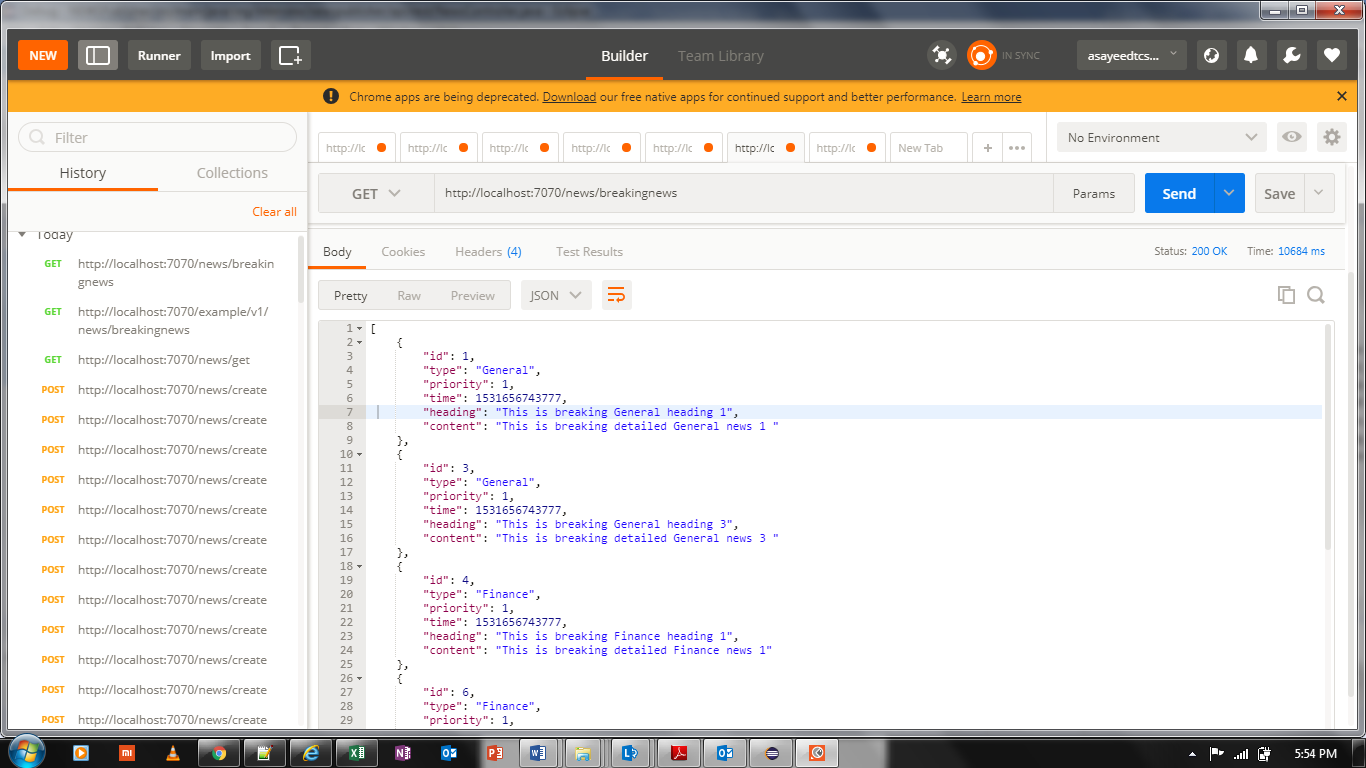 NEW
Runner
Import
Builder
Team Library
IN SYNC
asayeedtcs...
Chrome apps are being deprecated. Download our free native apps for continued support and better performance. Learn more
Filter
History
Collections
Clear all
Today
GET http://localhost:7070/news/breakin
gnews
GET http://localhost:7070/example/v1/
news/breakingnews
GET http://localhost:7070/news/get
POST http://localhost:7070/news/create
POST http://localhost:7070/news/create
POST http://localhost:7070/news/create
POST http://localhost:7070/news/create
POST http://localhost:7070/news/create
POST http://localhost:7070/news/create
POST http://localhost:7070/news/create
POST http://localhost:7070/news/create
POST http://localhost:7070/news/create
POST http://localhost:7070/news/create
POST http://localhost:7070/news/create
POST http://localhost:7070/news/create
http://lc
http://lc
http://lc
http://lc
http://lc
http://lc
http://lc
New Tab
+
•••
No Environment
GET
http://localhost:7070/news/breakingnews
Params
Send
Save
Body
Cookies
Headers (4)
Test Results
Status: 200 OK
Time: 10684 ms
Pretty
Raw
Preview
JSON
1 [
2 {
3 "id": 1,
4 "type": "General",
5 "priority": 1,
6 "time": 1531656743777,
7 "heading": "This is breaking General heading 1",
8 "content": "This is breaking detailed General news 1 "
9 },
10 {
11 "id": 3,
12 "type": "General",
13 "priority": 1,
14 "time": 1531656743777,
15 "heading": "This is breaking General heading 3",
16 "content": "This is breaking detailed General news 3 "
17 },
18 {
19 "id": 4,
20 "type": "Finance",
21 "priority": 1,
22 "time": 1531656743777,
23 "heading": "This is breaking Finance heading 1",
24 "content": "This is breaking detailed Finance news 1"
25 },
26 {
27 "id": 6,
28 "type": "Finance",
29 "priority": 1,
5:54 PM